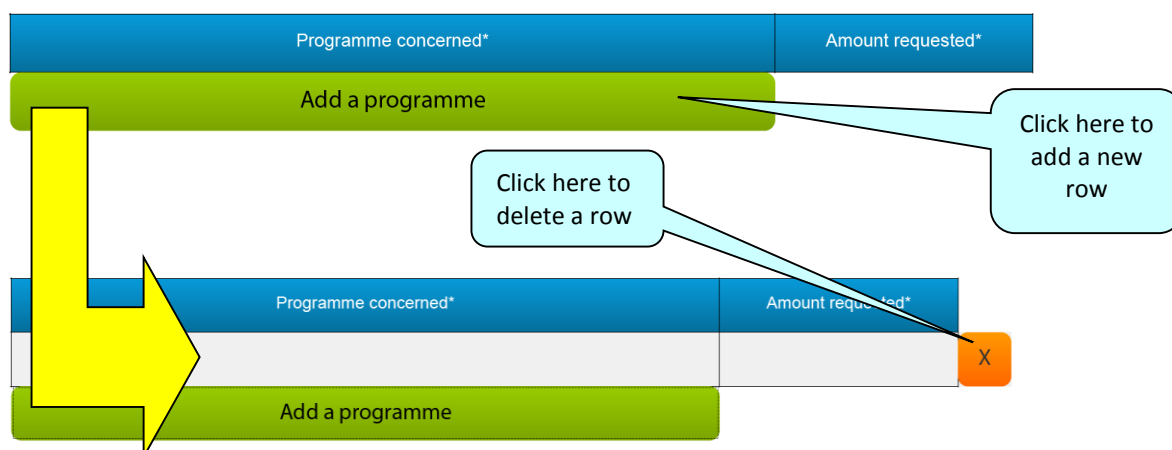 Programme concerned*
Amount requested*
Add a programme
Click here to
add a new
row
Click here to
delete a row
Programme concerned*
Amount requested*
X
Add a programme